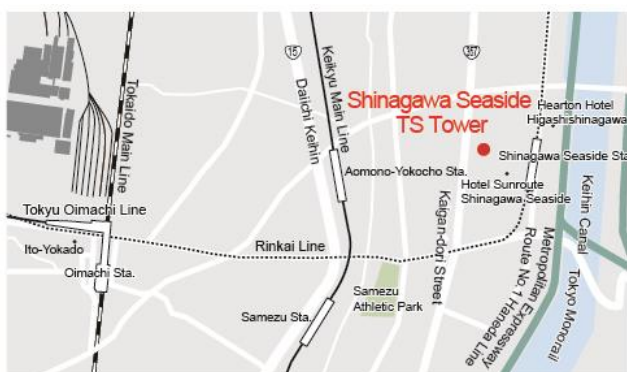 15
357
Tokaido Main Line
Daiichi Keihin
Keikyu Main Line
Shinagawa Seaside
TS Tower
Hearton Hotel
Higashishinagawa
Aomono-Yokocho Sta.
Shinagawa Seaside Sta
Hotel Sunroute
Shinagawa Seaside
Tokyu Oimachi Line
Ito-Yokado
Oimachi Sta.
Rinkai Line
Kaigan-dori Street
Samezu
Athletic Park
Samezu Sta.
Metropolitan Expressway
Route No.1 Haneda Line
Keihin Canal
Tokyo Monorail